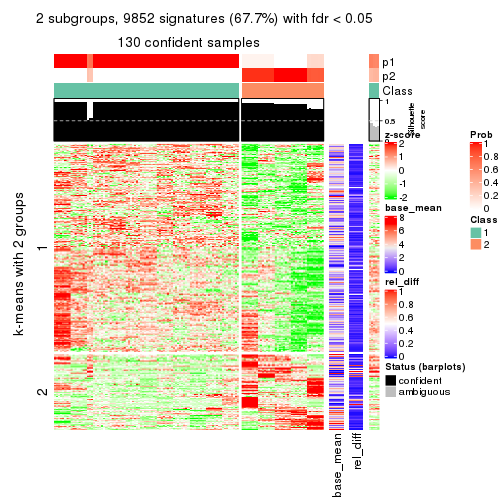 2 subgroups, 9852 signatures (67.7%) with fdr < 0.05
130 confident samples
p1
p2
Class
1
0.5
0
Silhouette
score
k-means with 2 groups
1
2
base_mean
rel_diff
z-score
2
1
0
-1
-2
base_mean
8
6
4
2
0
rel_diff
1
0.8
0.6
0.4
0.2
0
Status (barplots)
confident
ambiguous
Prob
1
0.8
0.6
0.4
0.2
0
Class
1
2